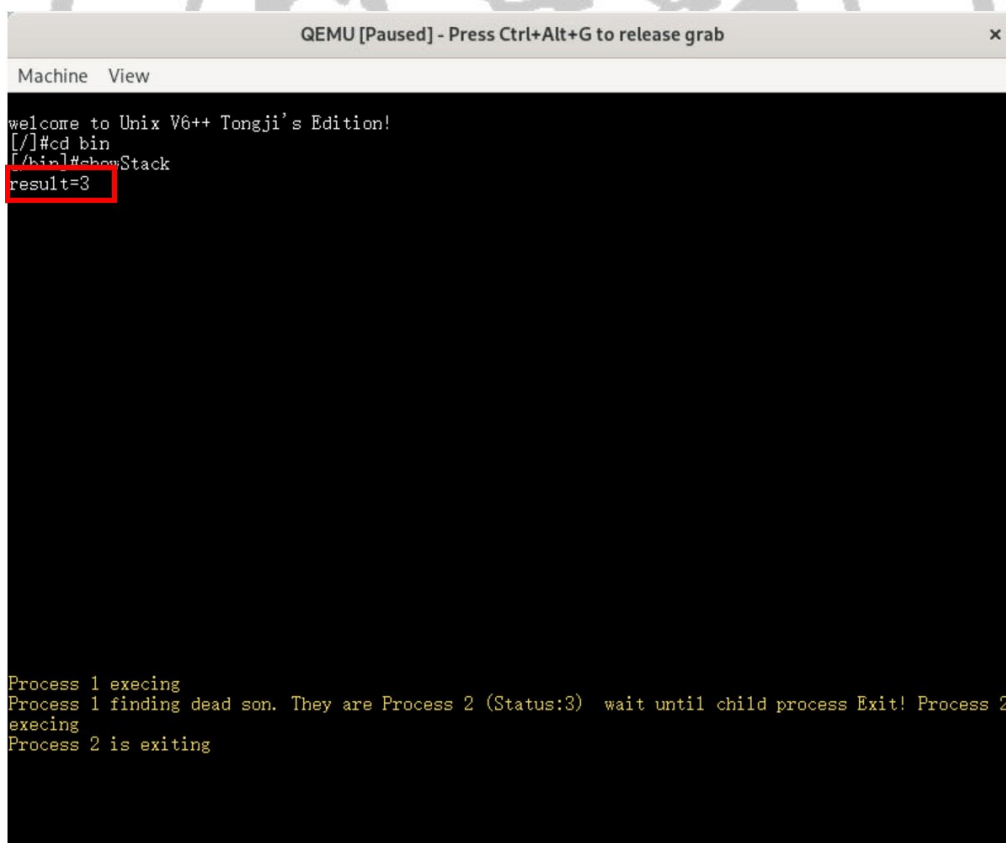 QEMU [Paused] - Press Ctrl+Alt+G to release grab ×
Machine View
welcome to Unix V6++ Tongji's Edition!
[/]#cd bin
[/bin]#showStack
result=3
Process 1 execing
Process 1 finding dead son. They are Process 2 (Status:3) wait until child process Exit! Process 2
execing
Process 2 is exiting